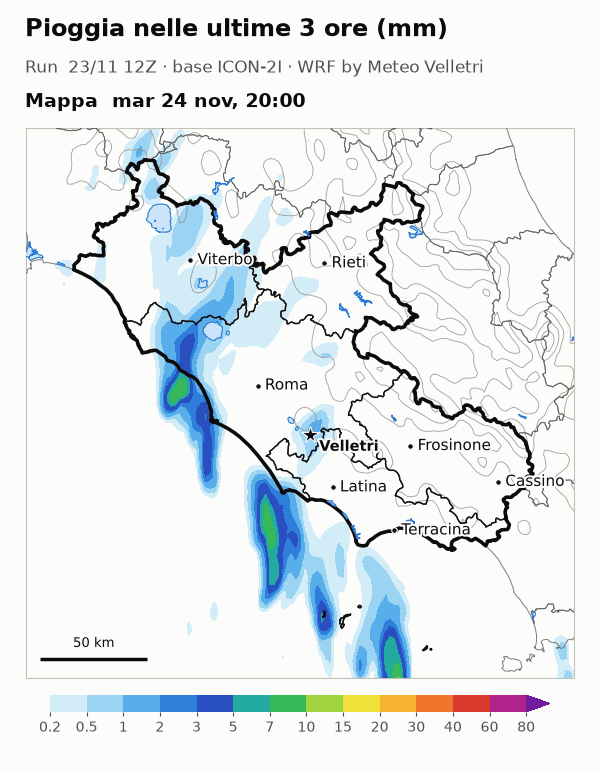 Pioggia nelle ultime 3 ore (mm)
Run  23/11 12Z · base ICON-2I · WRF by Meteo Velletri
Mappa  mar 24 nov, 20:00
Viterbo
Rieti
Roma
Velletri
Frosinone
Latina
Cassino
Terracina
50 km
0.2 0.5 1 2 3 5 7 10 15 20 30 40 60 80